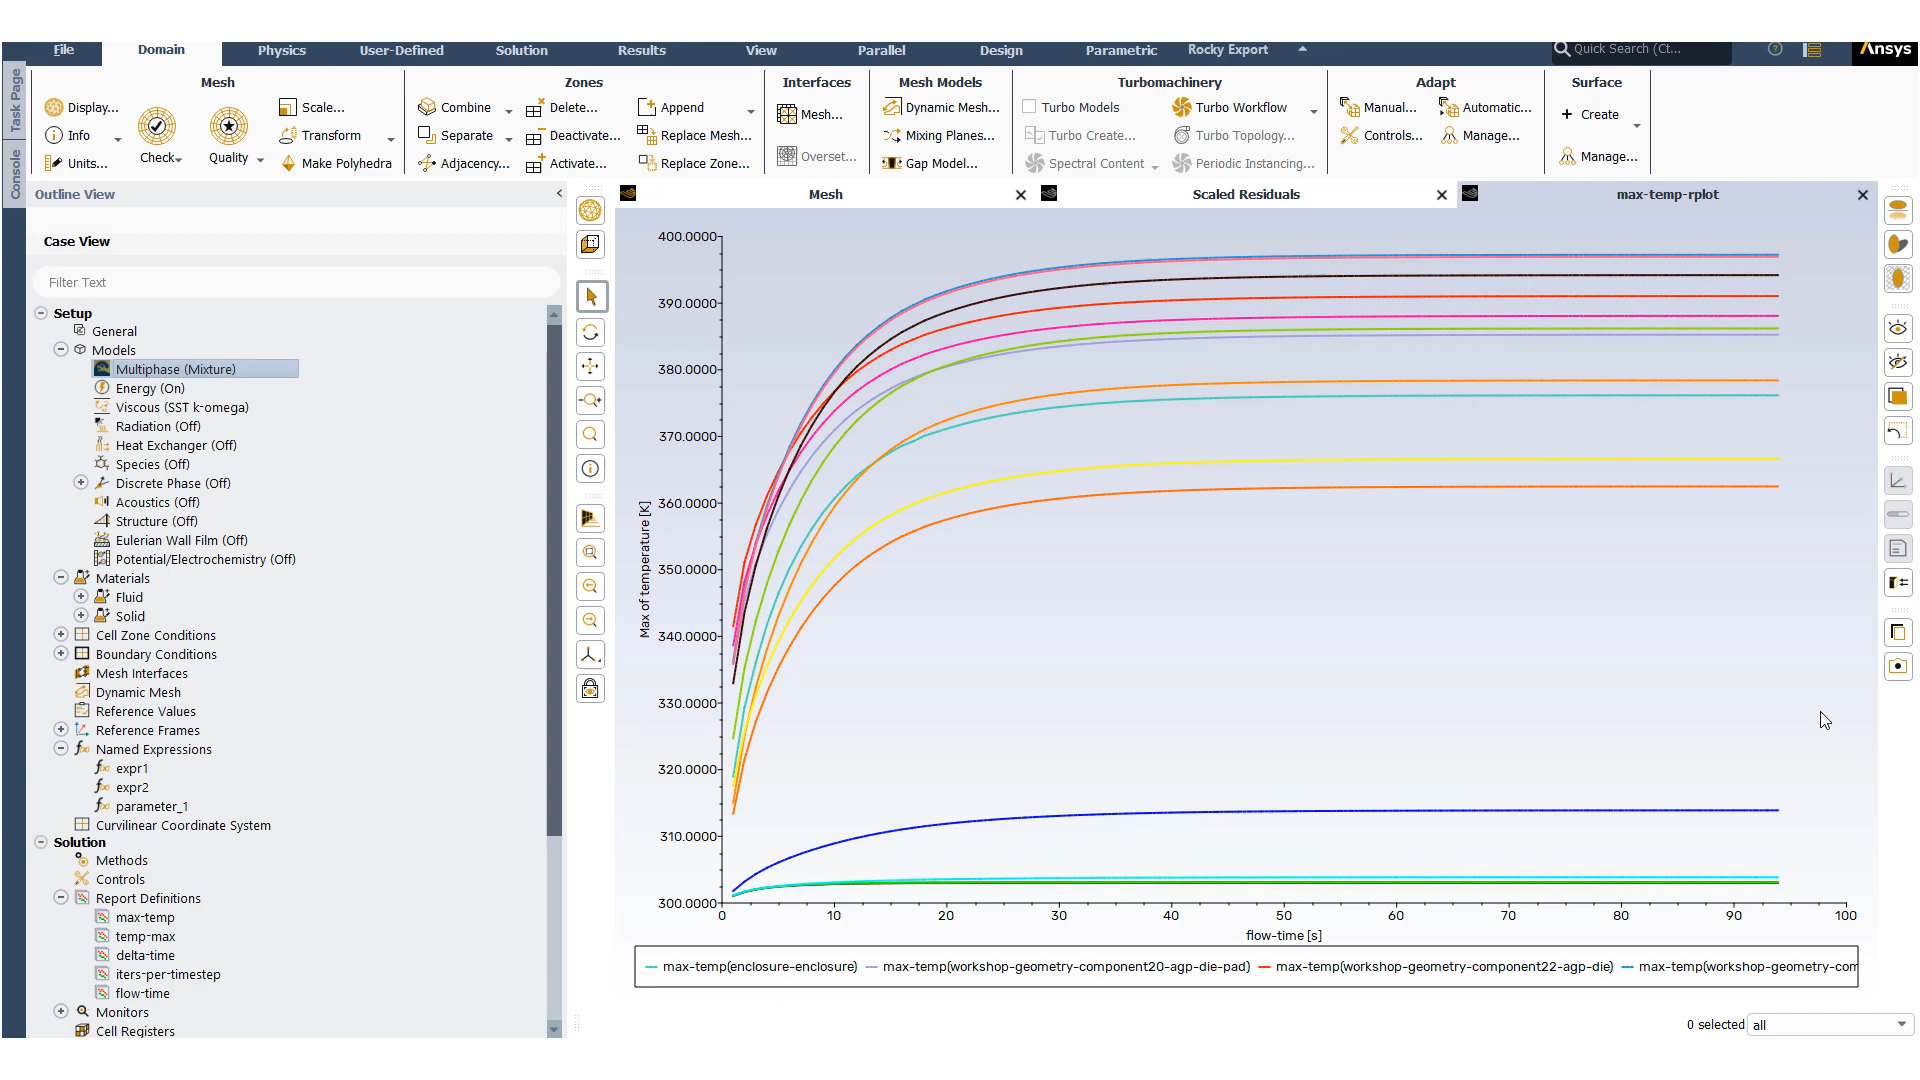 File Domain Physics User-Defined Solution Results View Parallel Design Parametric Rocky Export Quick Search (Ct... Ansys
Task Page
Console
Mesh
Display...
Info
Units...
Check
Quality
Scale...
Transform
Make Polyhedra
Zones
Combine
Separate
Adjacency...
Delete...
Deactivate...
Activate...
Append
Replace Mesh...
Replace Zone...
Interfaces
Mesh...
Overset...
Mesh Models
Dynamic Mesh...
Mixing Planes...
Gap Model...
Turbomachinery
Turbo Models
Turbo Create...
Spectral Content
Turbo Workflow
Turbo Topology...
Periodic Instancing...
Adapt
Manual...
Controls...
Automatic...
Manage...
Surface
Create
Manage...
Outline View
Case View
Filter Text
Setup
General
Models
Multiphase (Mixture)
Energy (On)
Viscous (SST k-omega)
Radiation (Off)
Heat Exchanger (Off)
Species (Off)
Discrete Phase (Off)
Acoustics (Off)
Structure (Off)
Eulerian Wall Film (Off)
Potential/Electrochemistry (Off)
Materials
Fluid
Solid
Cell Zone Conditions
Boundary Conditions
Mesh Interfaces
Dynamic Mesh
Reference Values
Reference Frames
Named Expressions
expr1
expr2
parameter_1
Curvilinear Coordinate System
Solution
Methods
Controls
Report Definitions
max-temp
temp-max
delta-time
iters-per-timestep
flow-time
Monitors
Cell Registers
Mesh
Scaled Residuals
max-temp-rplot
400.0000
390.0000
380.0000
370.0000
360.0000
350.0000
340.0000
330.0000
320.0000
310.0000
300.0000
Max of temperature [K]
0 10 20 30 40 50 60 70 80 90 100
flow-time [s]
max-temp(enclosure-enclosure) max-temp(workshop-geometry-component20-agp-die-pad) max-temp(workshop-geometry-component22-agp-die) max-temp(workshop-geometry-com
0 selected all